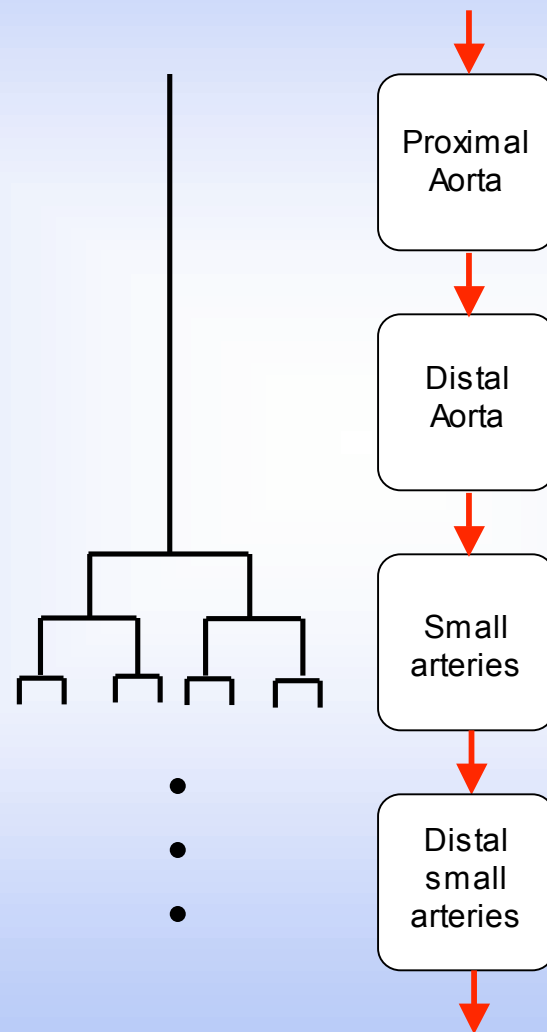 Proximal
Aorta
Distal
Aorta
Small
arteries
Distal
small
arteries